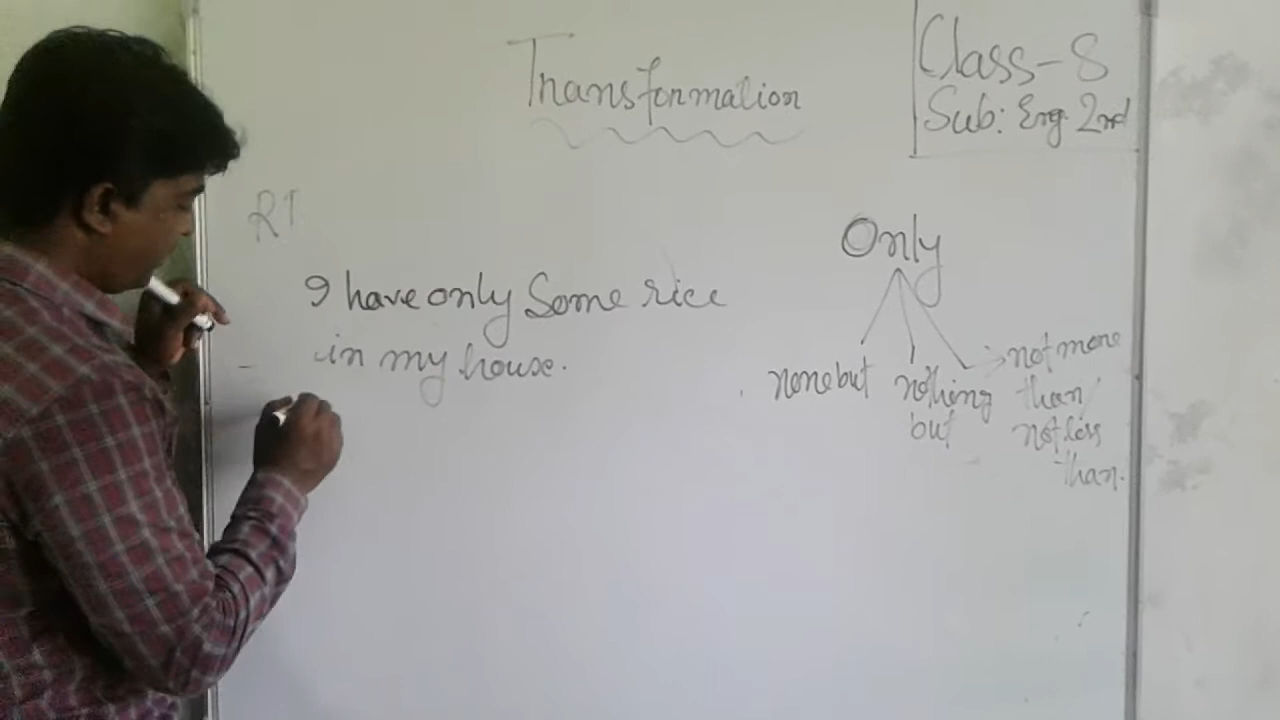 Transformation
Class-8
Sub: Eng. 2nd
I have only Some rice
in my house.
Only
none but
nothing
but
not more
than/
not less
than.